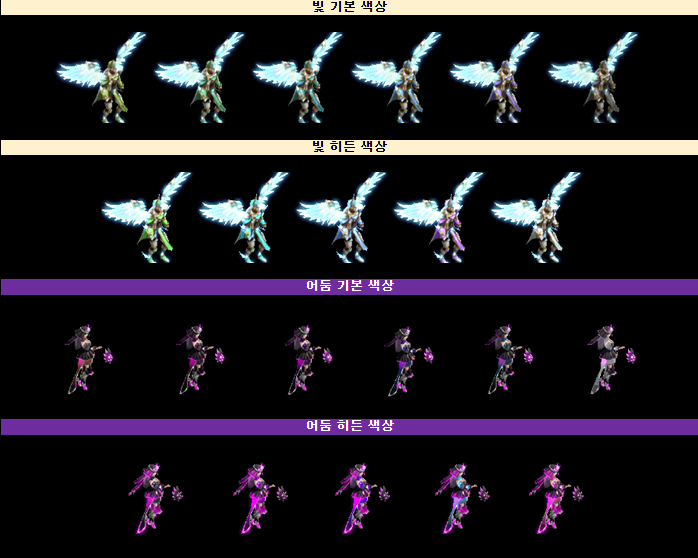 빛 기본 색상
빛 히든 색상
어둠 기본 색상
어둠 히든 색상